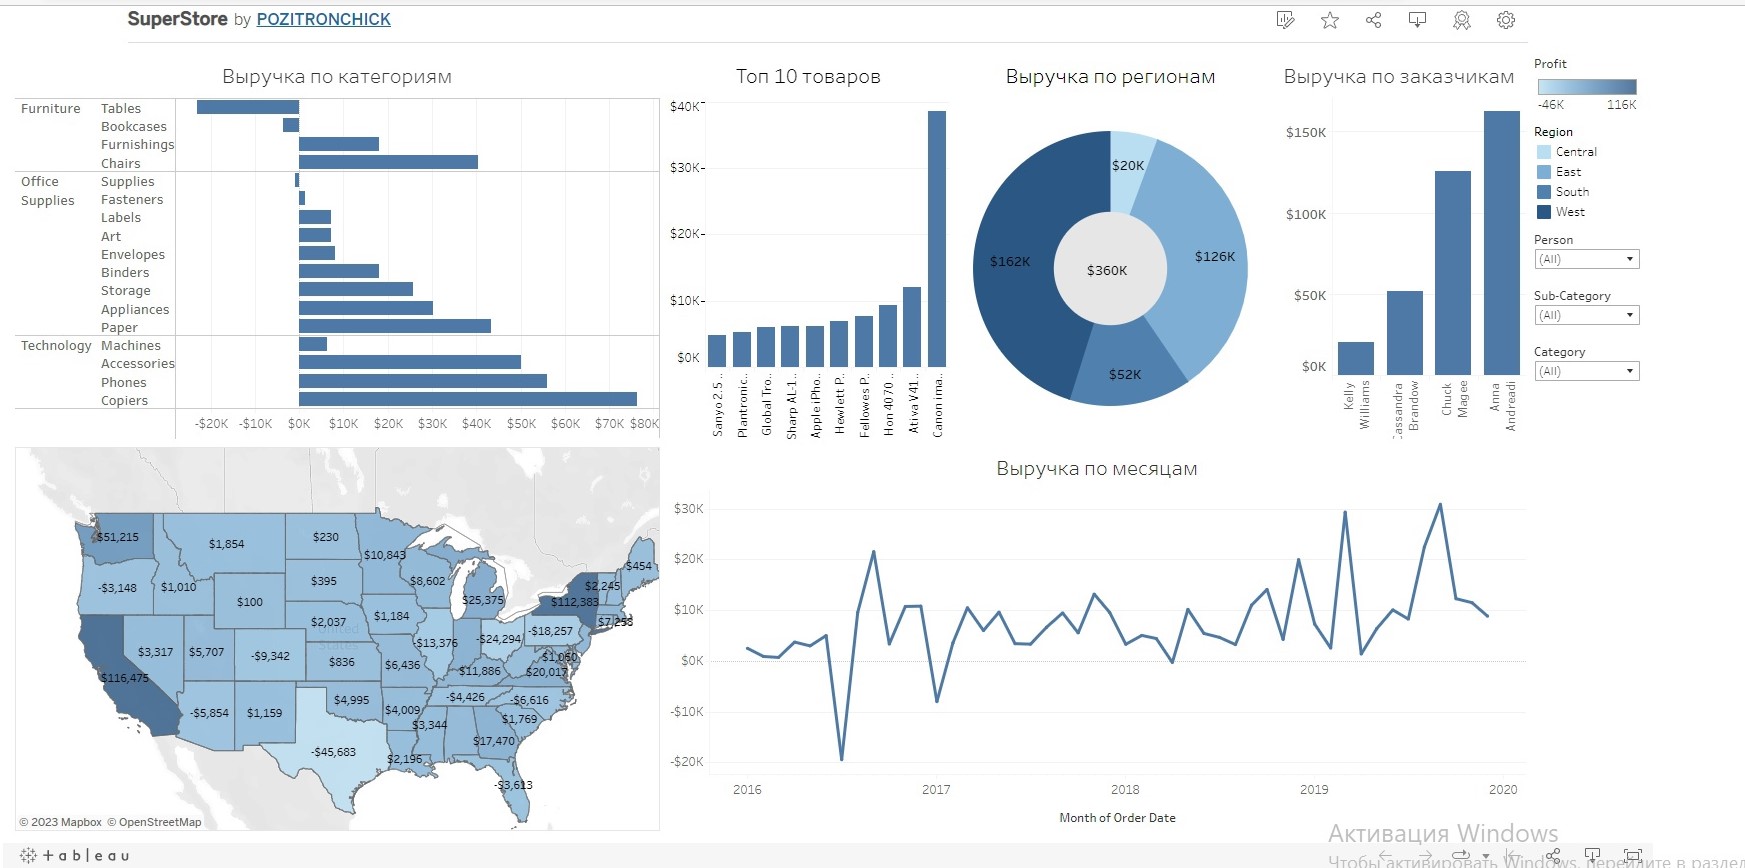 SuperStore by POZITRONCHICK
Выручка по категориям
Furniture
Tables
Bookcases
Furnishings
Chairs
Office
Supplies
Supplies
Fasteners
Labels
Art
Envelopes
Binders
Storage
Appliances
Paper
Technology
Machines
Accessories
Phones
Copiers
-$20K -$10K $0K $10K $20K $30K $40K $50K $60K $70K $80K
Топ 10 товаров
$40K
$30K
$20K
$10K
$0K
Sanyo 2.5 ..
Plantronic..
Global Tro..
Sharp AL-1..
Apple iPho..
Hewlett P..
Fellowes P..
Hon 4070 ..
Ativa V41..
Canon ima..
Выручка по регионам
$20K
$126K
$162K
$360K
$52K
Выручка по заказчикам
$150K
$100K
$50K
$0K
Kelly
Williams
Cassandra
Brandow
Chuck
Magee
Anna
Andreadi
Profit
-46K 116K
Region
Central
East
South
West
Person
(All)
Sub-Category
(All)
Category
(All)
$51,215
$1,854
$230
$10,843
$454
-$3,148
$1,010
$395
$8,602
$2,245
$100
$25,375
$112,383
$2,037
$1,184
$7,258
United
States
-$13,376
-$24,294
-$18,257
$3,317
$5,707
-$9,342
$836
$6,436
$1,060
$11,886
$20,017
$116,475
$4,995
-$4,426
-$6,616
-$5,854
$1,159
$4,009
$3,344
$1,769
$17,470
-$45,683
$2,196
-$3,613
© 2023 Mapbox © OpenStreetMap
Выручка по месяцам
$30K
$20K
$10K
$0K
-$10K
-$20K
2016 2017 2018 2019 2020
Month of Order Date
Активация Windows
Чтобы активировать Windows, перейдите в раздел
+ a b l e a u